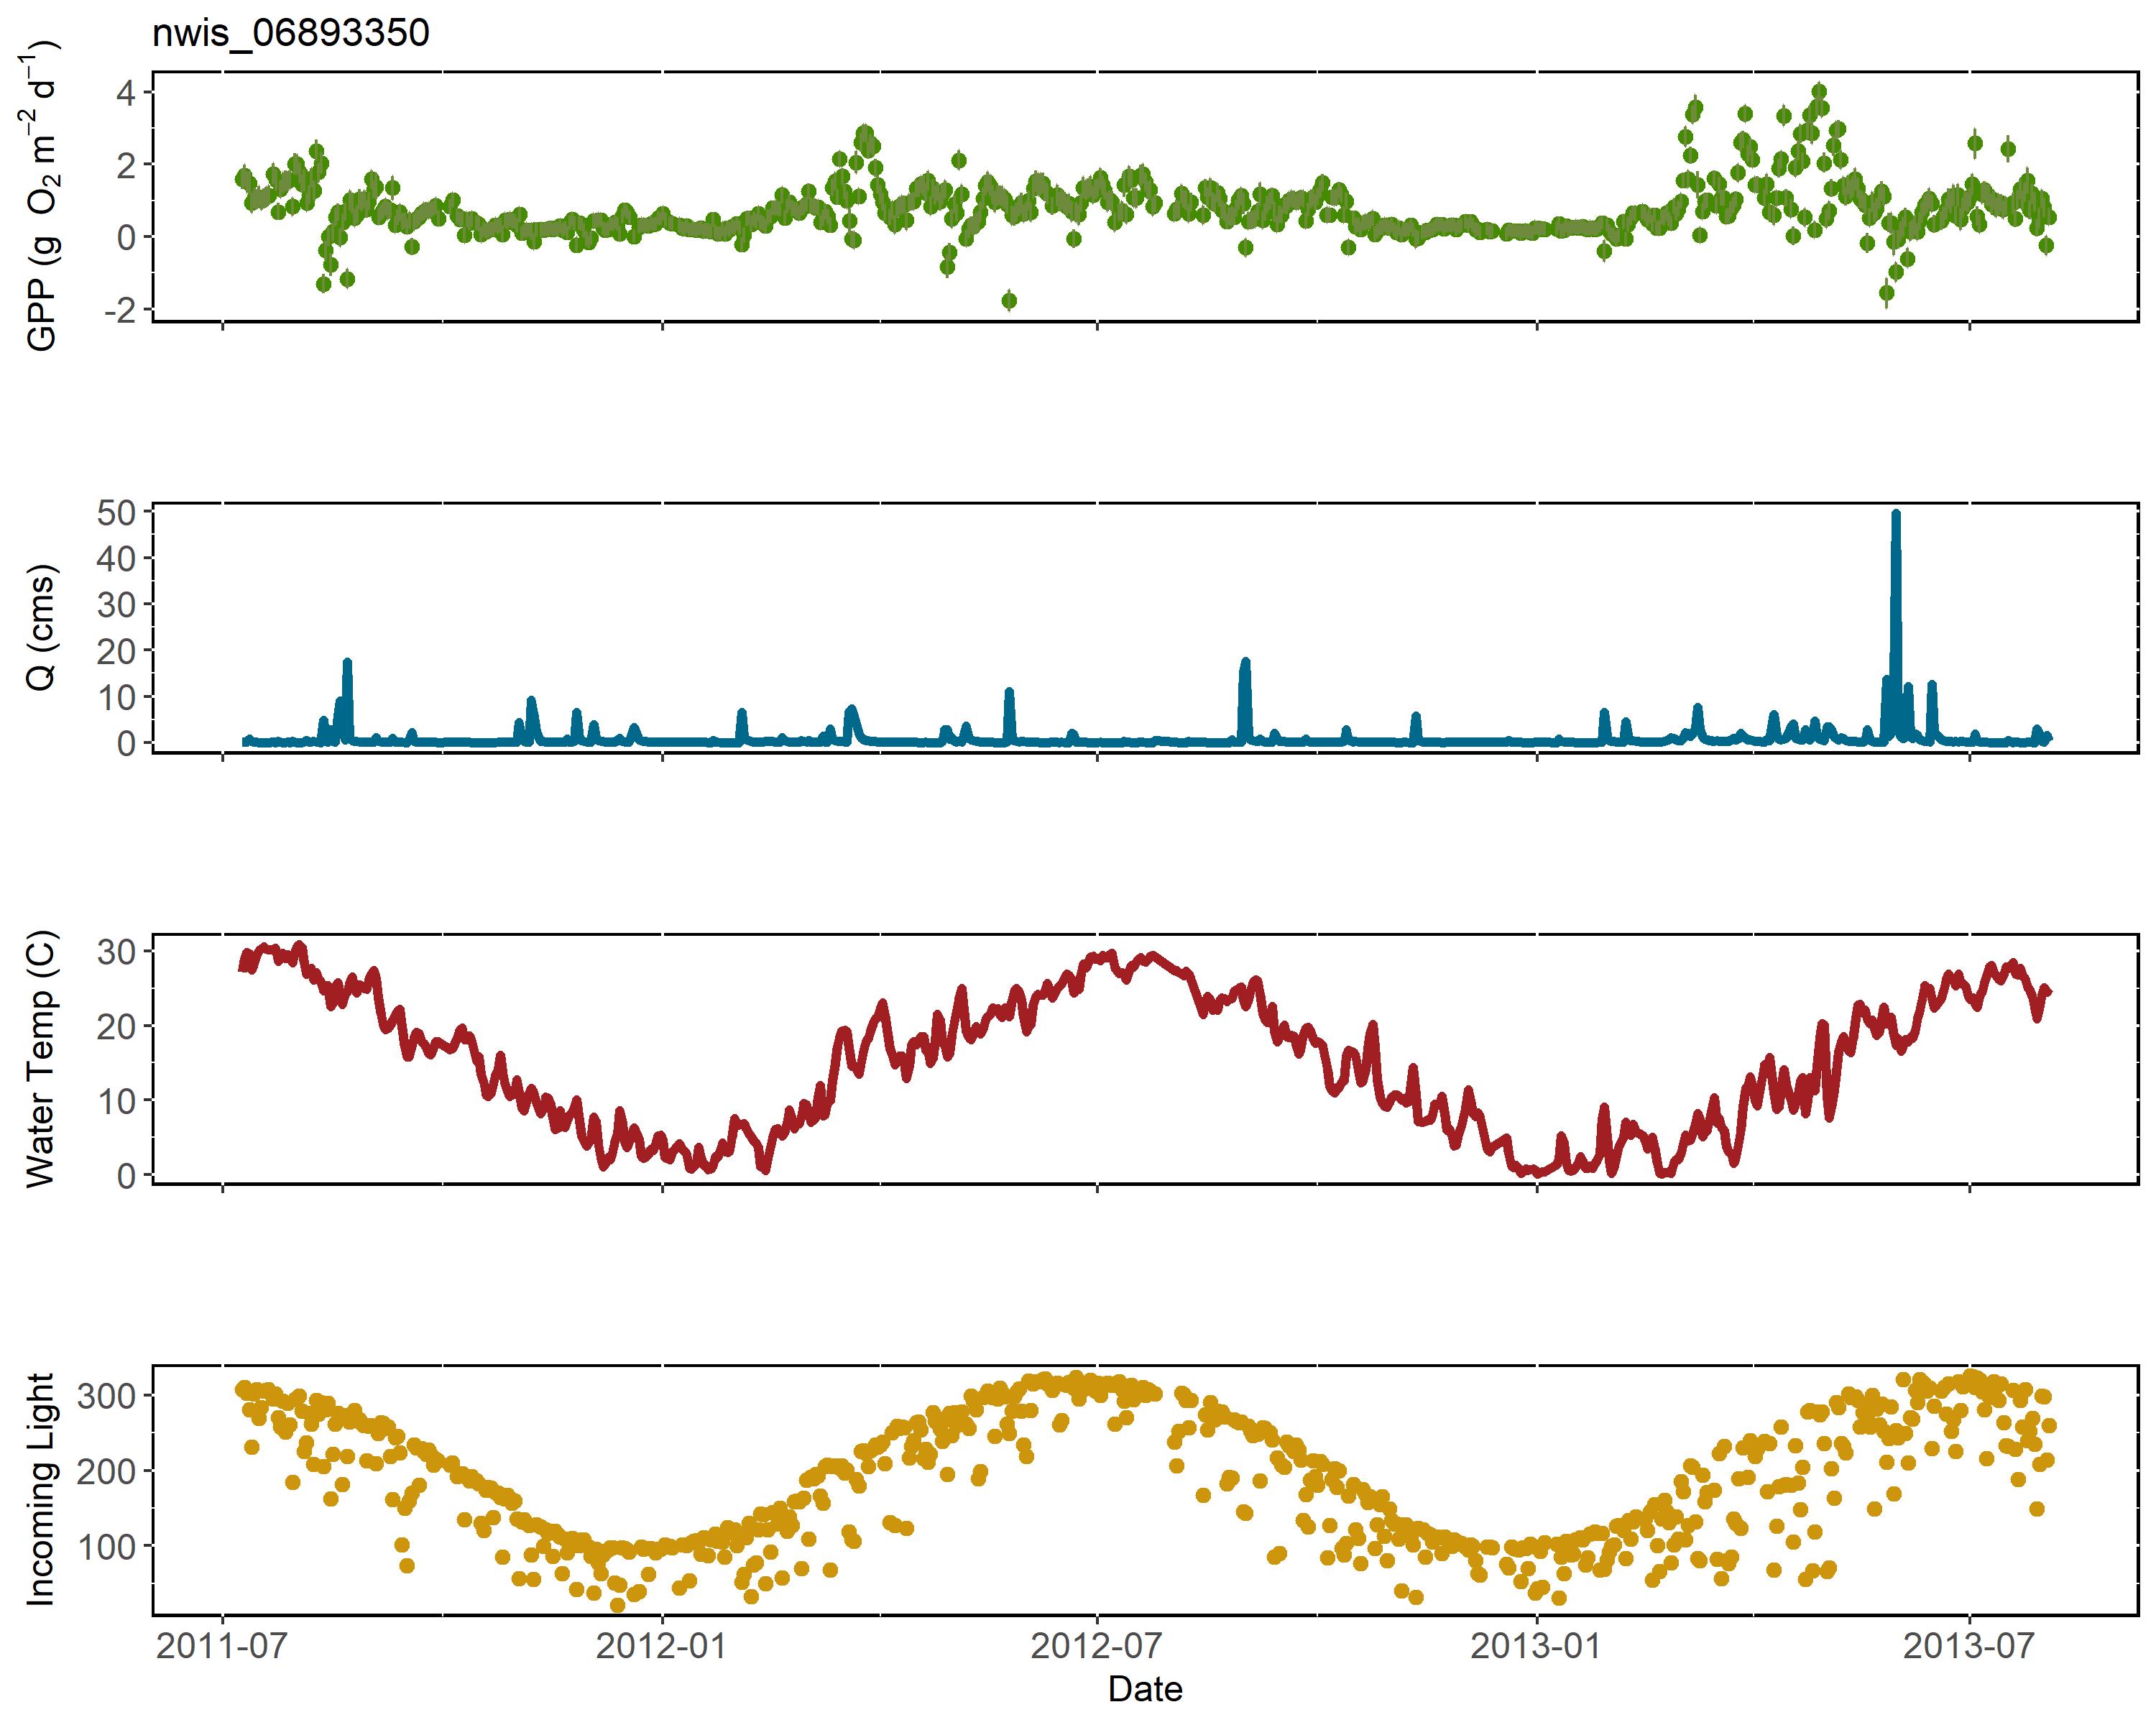 nwis_06893350
GPP (g O₂ m⁻² d⁻¹)
4
2
0
-2
Q (cms)
50
40
30
20
10
0
Water Temp (C)
30
20
10
0
Incoming Light
300
200
100
2011-07 2012-01 2012-07 2013-01 2013-07
Date